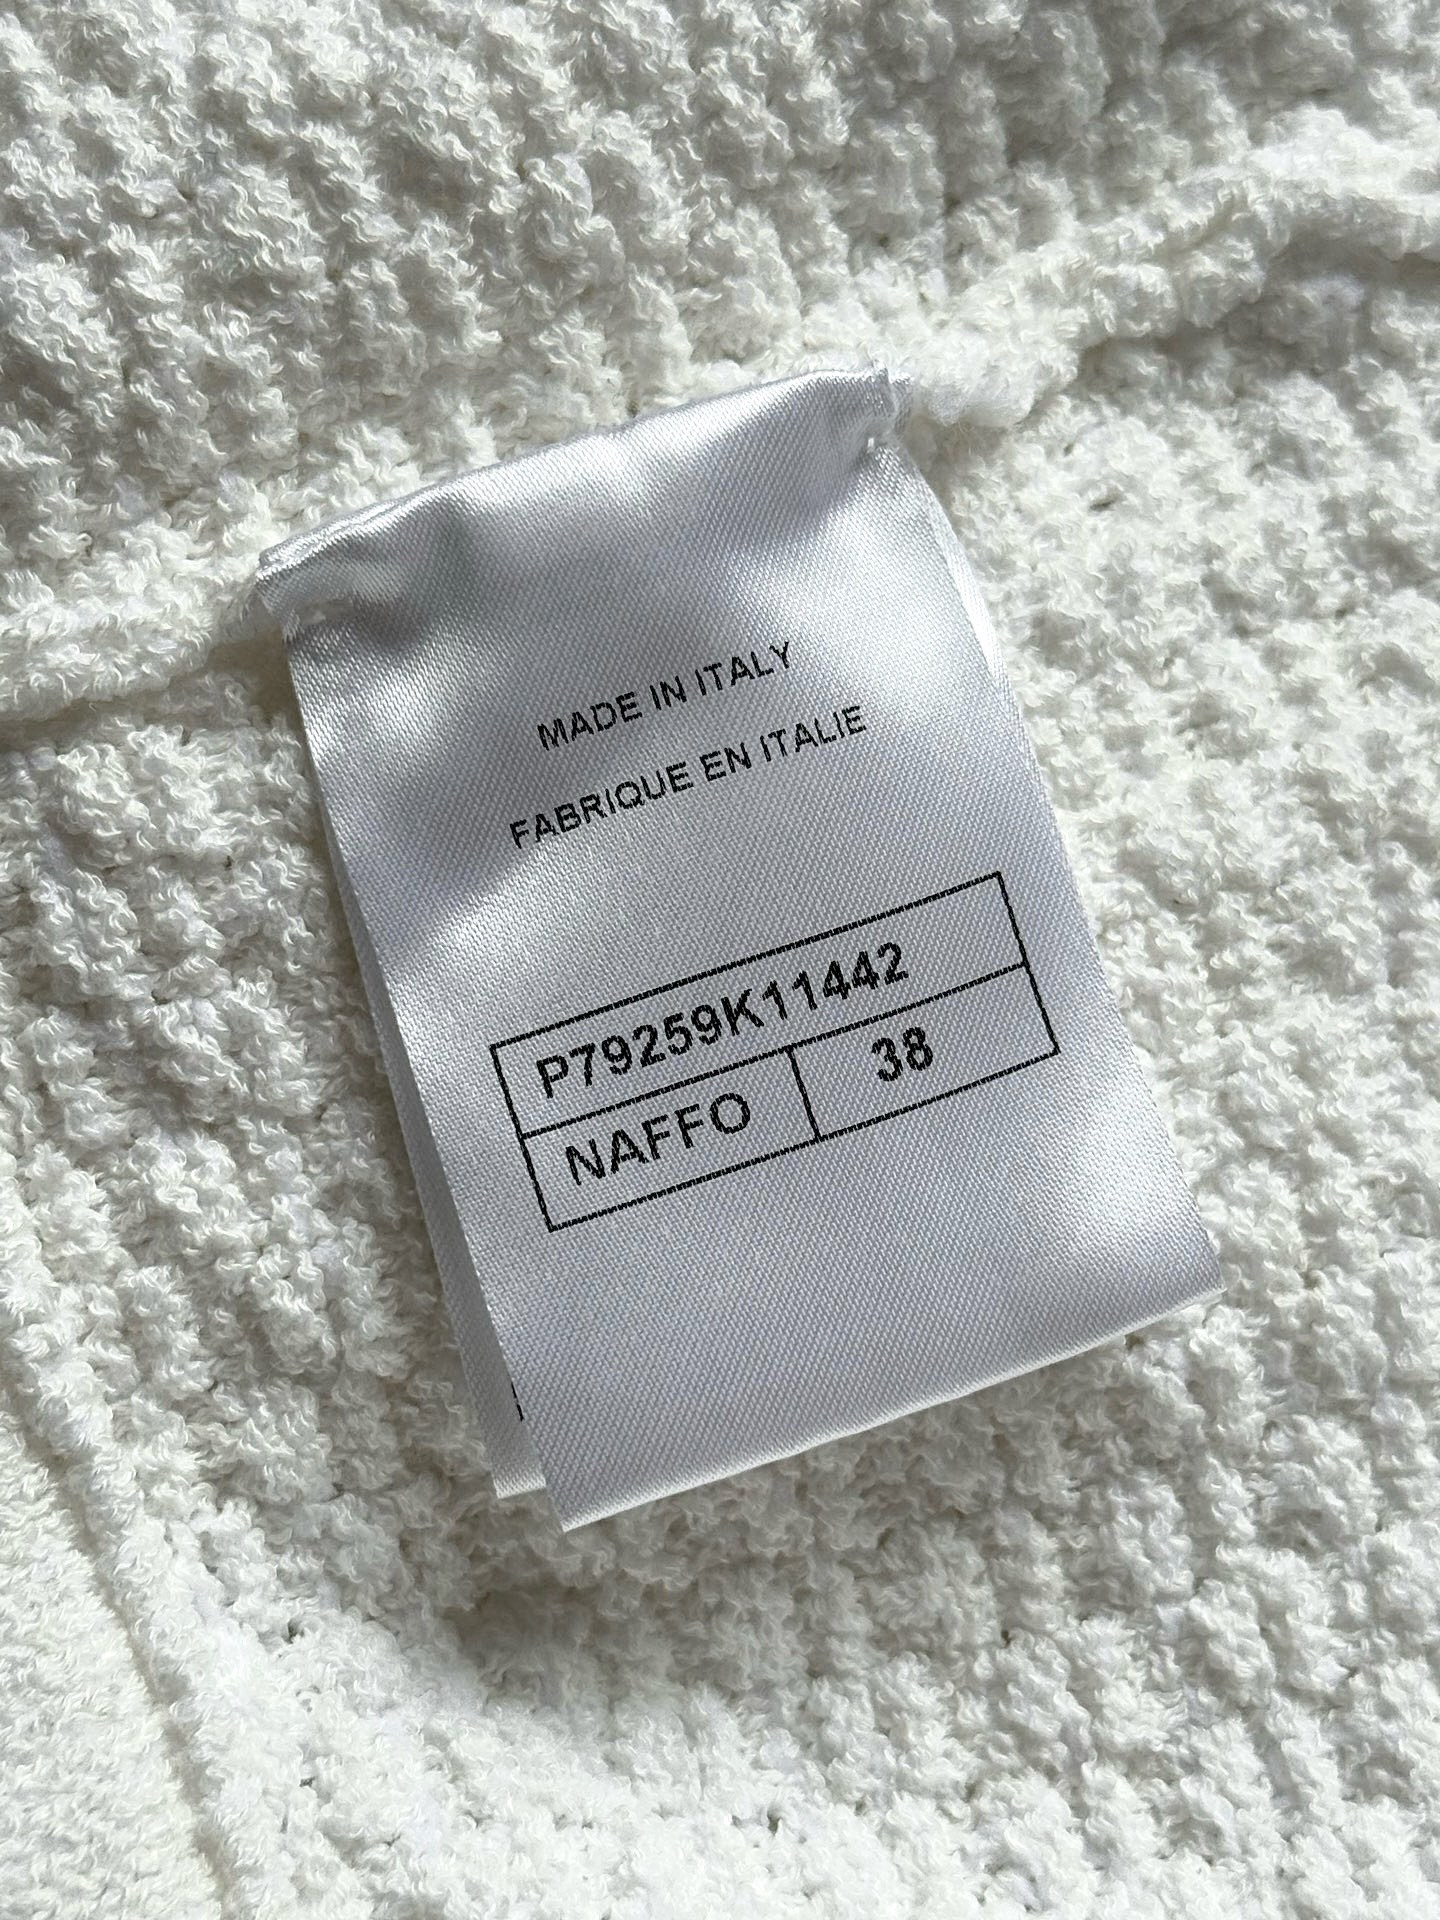 MADE IN ITALY
FABRIQUE EN ITALIE
P79259K11442
NAFFO 38